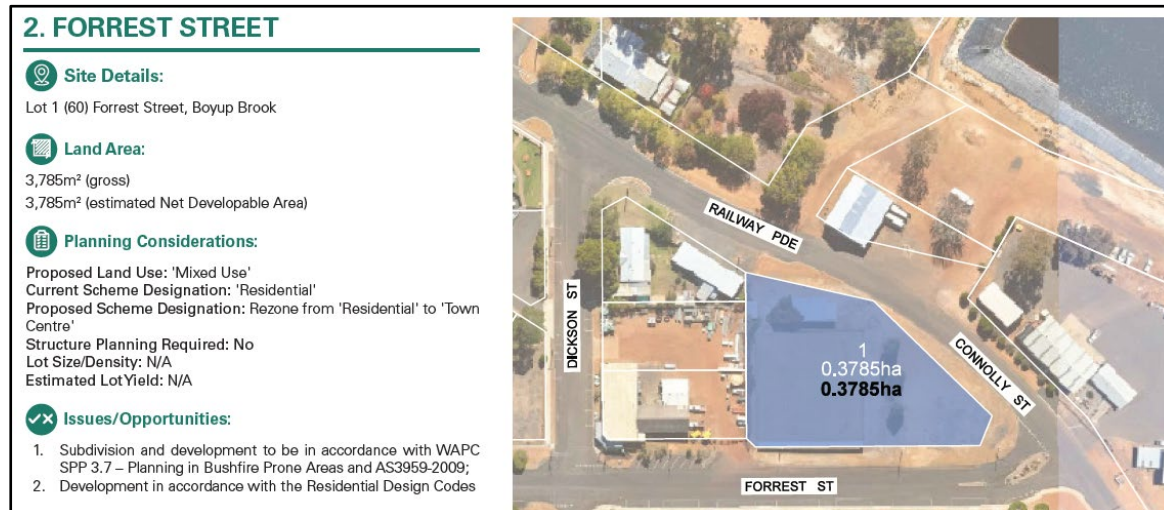 2. FORREST STREET
Site Details:
Lot 1 (60) Forrest Street, Boyup Brook
Land Area:
3,785m² (gross)
3,785m² (estimated Net Developable Area)
Planning Considerations:
Proposed Land Use: 'Mixed Use'
Current Scheme Designation: 'Residential'
Proposed Scheme Designation: Rezone from 'Residential' to 'Town
Centre'
Structure Planning Required: No
Lot Size/Density: N/A
Estimated Lot Yield: N/A
Issues/Opportunities:
1. Subdivision and development to be in accordance with WAPC
SPP 3.7 – Planning in Bushfire Prone Areas and AS3959-2009;
2. Development in accordance with the Residential Design Codes
RAILWAY PDE
DICKSON ST
1
0.3785ha
0.3785ha
CONNOLLY ST
FORREST ST